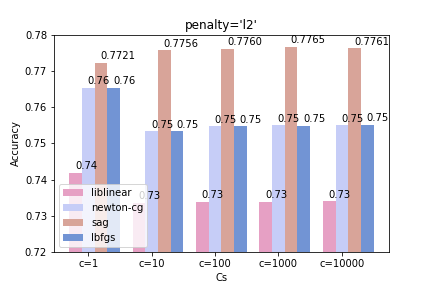 penalty='l2'
Accuracy
0.78
0.77
0.76
0.75
0.74
0.73
0.72
0.74
0.76
0.7721
0.76
0.73
0.75
0.7756
0.75
0.73
0.75
0.7760
0.75
0.73
0.75
0.7765
0.75
0.73
0.75
0.7761
0.75
liblinear
newton-cg
sag
lbfgs
c=1
c=10
c=100
c=1000
c=10000
Cs